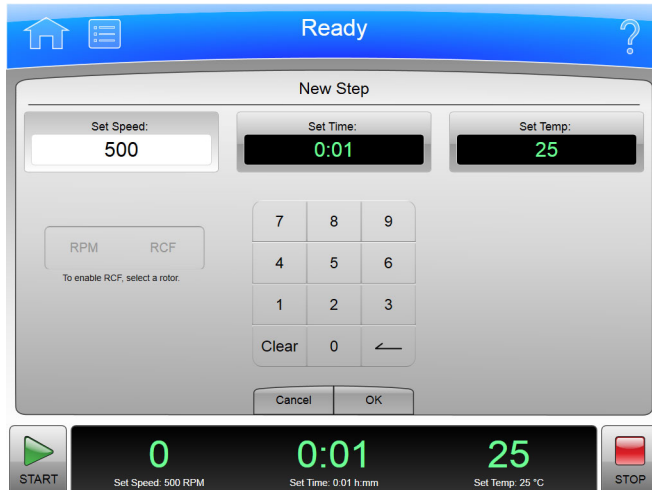 Ready
?
New Step
Set Speed:
500
Set Time:
0:01
Set Temp:
25
7 8 9
4 5 6
1 2 3
Clear 0
RPM RCF
To enable RCF, select a rotor.
Cancel OK
START
0
Set Speed: 500 RPM
0:01
Set Time: 0:01 h:mm
25
Set Temp: 25 °C
STOP